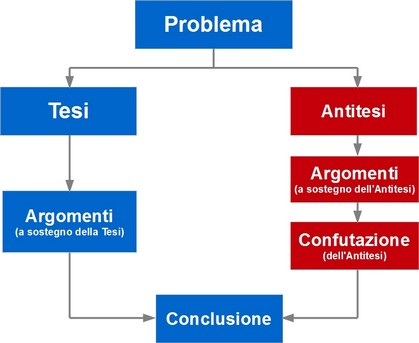 Problema
Tesi
Antitesi
Argomenti
(a sostegno della Tesi)
Argomenti
(a sostegno dell'Antitesi)
Confutazione
(dell'Antitesi)
Conclusione